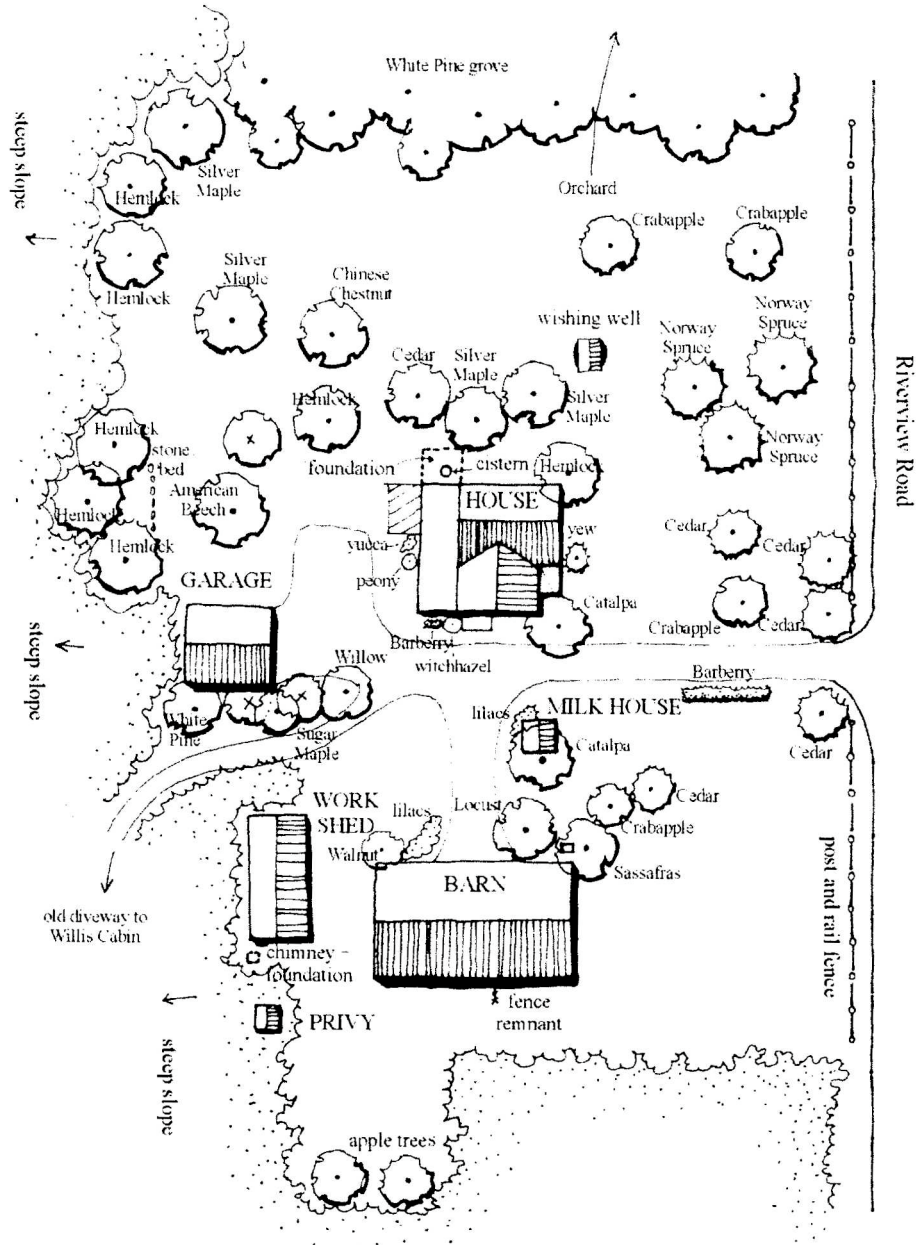 White Pine grove
steep slope
Silver
Maple
Hemlock
Orchard
Crabapple
Crabapple
Hemlock
Silver
Maple
Chinese
Chestnut
wishing well
Norway
Spruce
Norway
Spruce
Riverview Road
Cedar
Silver
Maple
Hemlock
Silver
Maple
Norway
Spruce
Hemlock
stone
bed
foundation
cistern
Hemlock
American
Beech
Hemlock
HOUSE
Hemlock
yucca
yew
Cedar
Cedar
GARAGE
peony
Catalpa
Crabapple
Cedar
steep slope
Barberry
witchhazel
Willow
Barberry
White
Pine
Sugar
Maple
lilacs
MILK HOUSE
Catalpa
Cedar
WORK
SHED
lilacs
Locust
Cedar
Crabapple
Walnut
Sassafras
BARN
post and rail fence
old diveway to
Willis Cabin
chimney –
foundation
fence
remnant
PRIVY
steep slope
apple trees